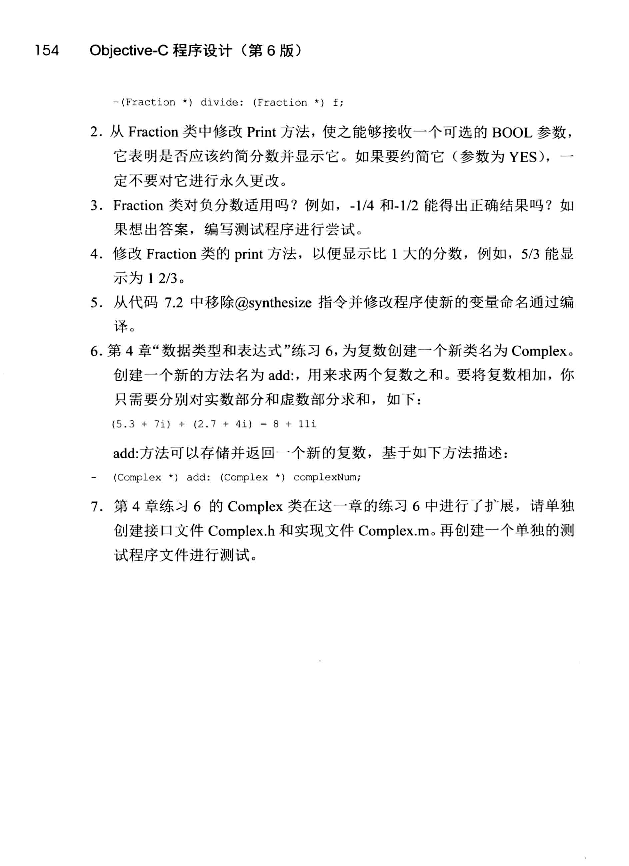 154 Objective-C 程序设计（第 6 版）
-(Fraction *) divide: (Fraction *) f;
2. 从 Fraction 类中修改 Print 方法，使之能够接收一个可选的 BOOL 参数，
它表明是否应该约简分数并显示它。如果要约简它（参数为 YES），一
定不要对它进行永久更改。
3. Fraction 类对负分数适用吗？例如，-1/4 和-1/2 能得出正确结果吗？如
果想出答案，编写测试程序进行尝试。
4. 修改 Fraction 类的 print 方法，以便显示比 1 大的分数，例如，5/3 能显
示为 1 2/3。
5. 从代码 7.2 中移除@synthesize 指令并修改程序使新的变量命名通过编
译。
6. 第 4 章“数据类型和表达式”练习 6，为复数创建一个新类名为 Complex。
创建一个新的方法名为 add:，用来求两个复数之和。要将复数相加，你
只需要分别对实数部分和虚数部分求和，如下：
(5.3 + 7i) + (2.7 + 4i) = 8 + 11i
add:方法可以存储并返回一个新的复数，基于如下方法描述：
- (Complex *) add: (Complex *) complexNum;
7. 第 4 章练习 6 的 Complex 类在这一章的练习 6 中进行了扩展，请单独
创建接口文件 Complex.h 和实现文件 Complex.m。再创建一个单独的测
试程序文件进行测试。